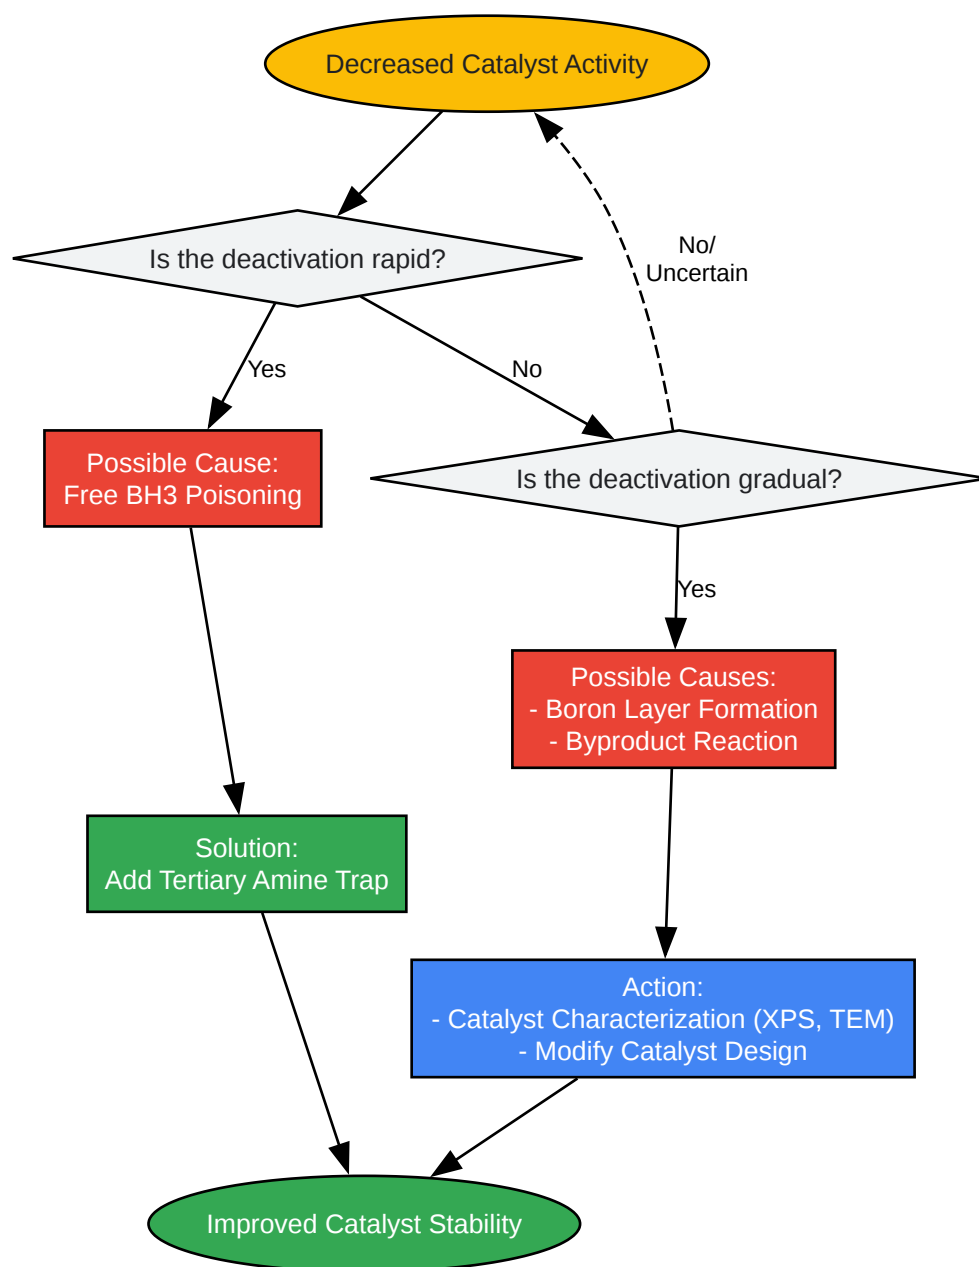 Decreased Catalyst Activity
Is the deactivation rapid?
No/
Uncertain
Yes
No
Possible Cause:
Free BH3 Poisoning
Is the deactivation gradual?
Yes
Possible Causes:
- Boron Layer Formation
- Byproduct Reaction
Solution:
Add Tertiary Amine Trap
Action:
- Catalyst Characterization (XPS, TEM)
- Modify Catalyst Design
Improved Catalyst Stability